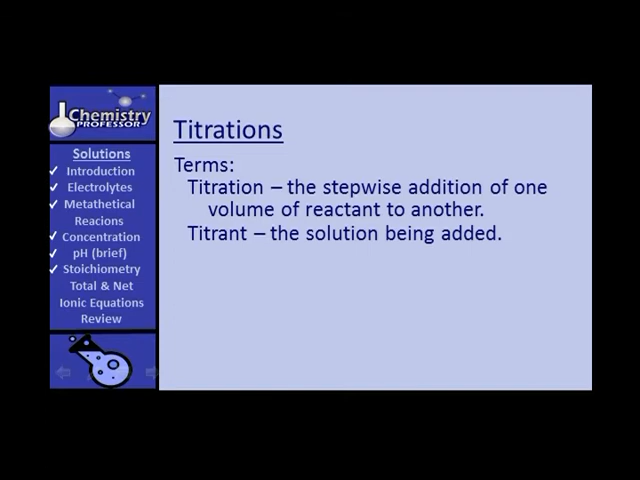 Chemistry
PROFESSOR
Solutions
✓ Introduction
✓ Electrolytes
✓ Metathetical
Reacions
✓ Concentration
✓ pH (brief)
✓ Stoichiometry
Total & Net
Ionic Equations
Review
Titrations
Terms:
Titration – the stepwise addition of one
volume of reactant to another.
Titrant – the solution being added.